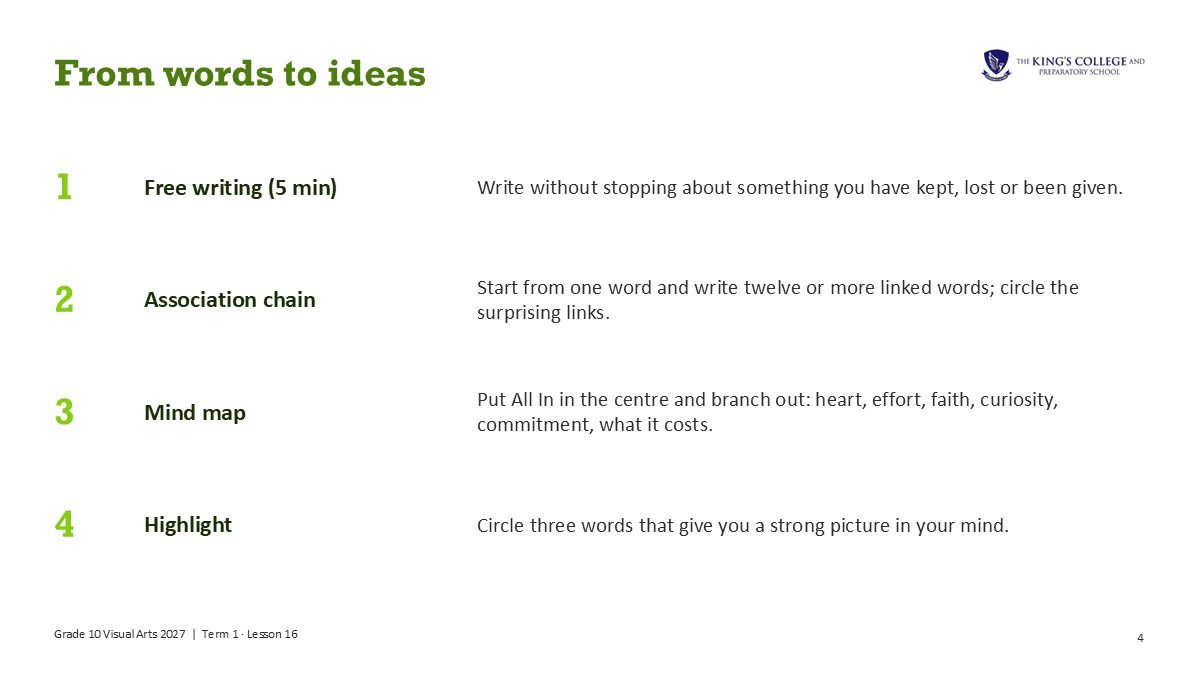 From words to ideas
THE KING'S COLLEGE AND
PREPARATORY SCHOOL
1
Free writing (5 min)
Write without stopping about something you have kept, lost or been given.
2
Association chain
Start from one word and write twelve or more linked words; circle the
surprising links.
3
Mind map
Put All In in the centre and branch out: heart, effort, faith, curiosity,
commitment, what it costs.
4
Highlight
Circle three words that give you a strong picture in your mind.
Grade 10 Visual Arts 2027 | Term 1 · Lesson 16
4